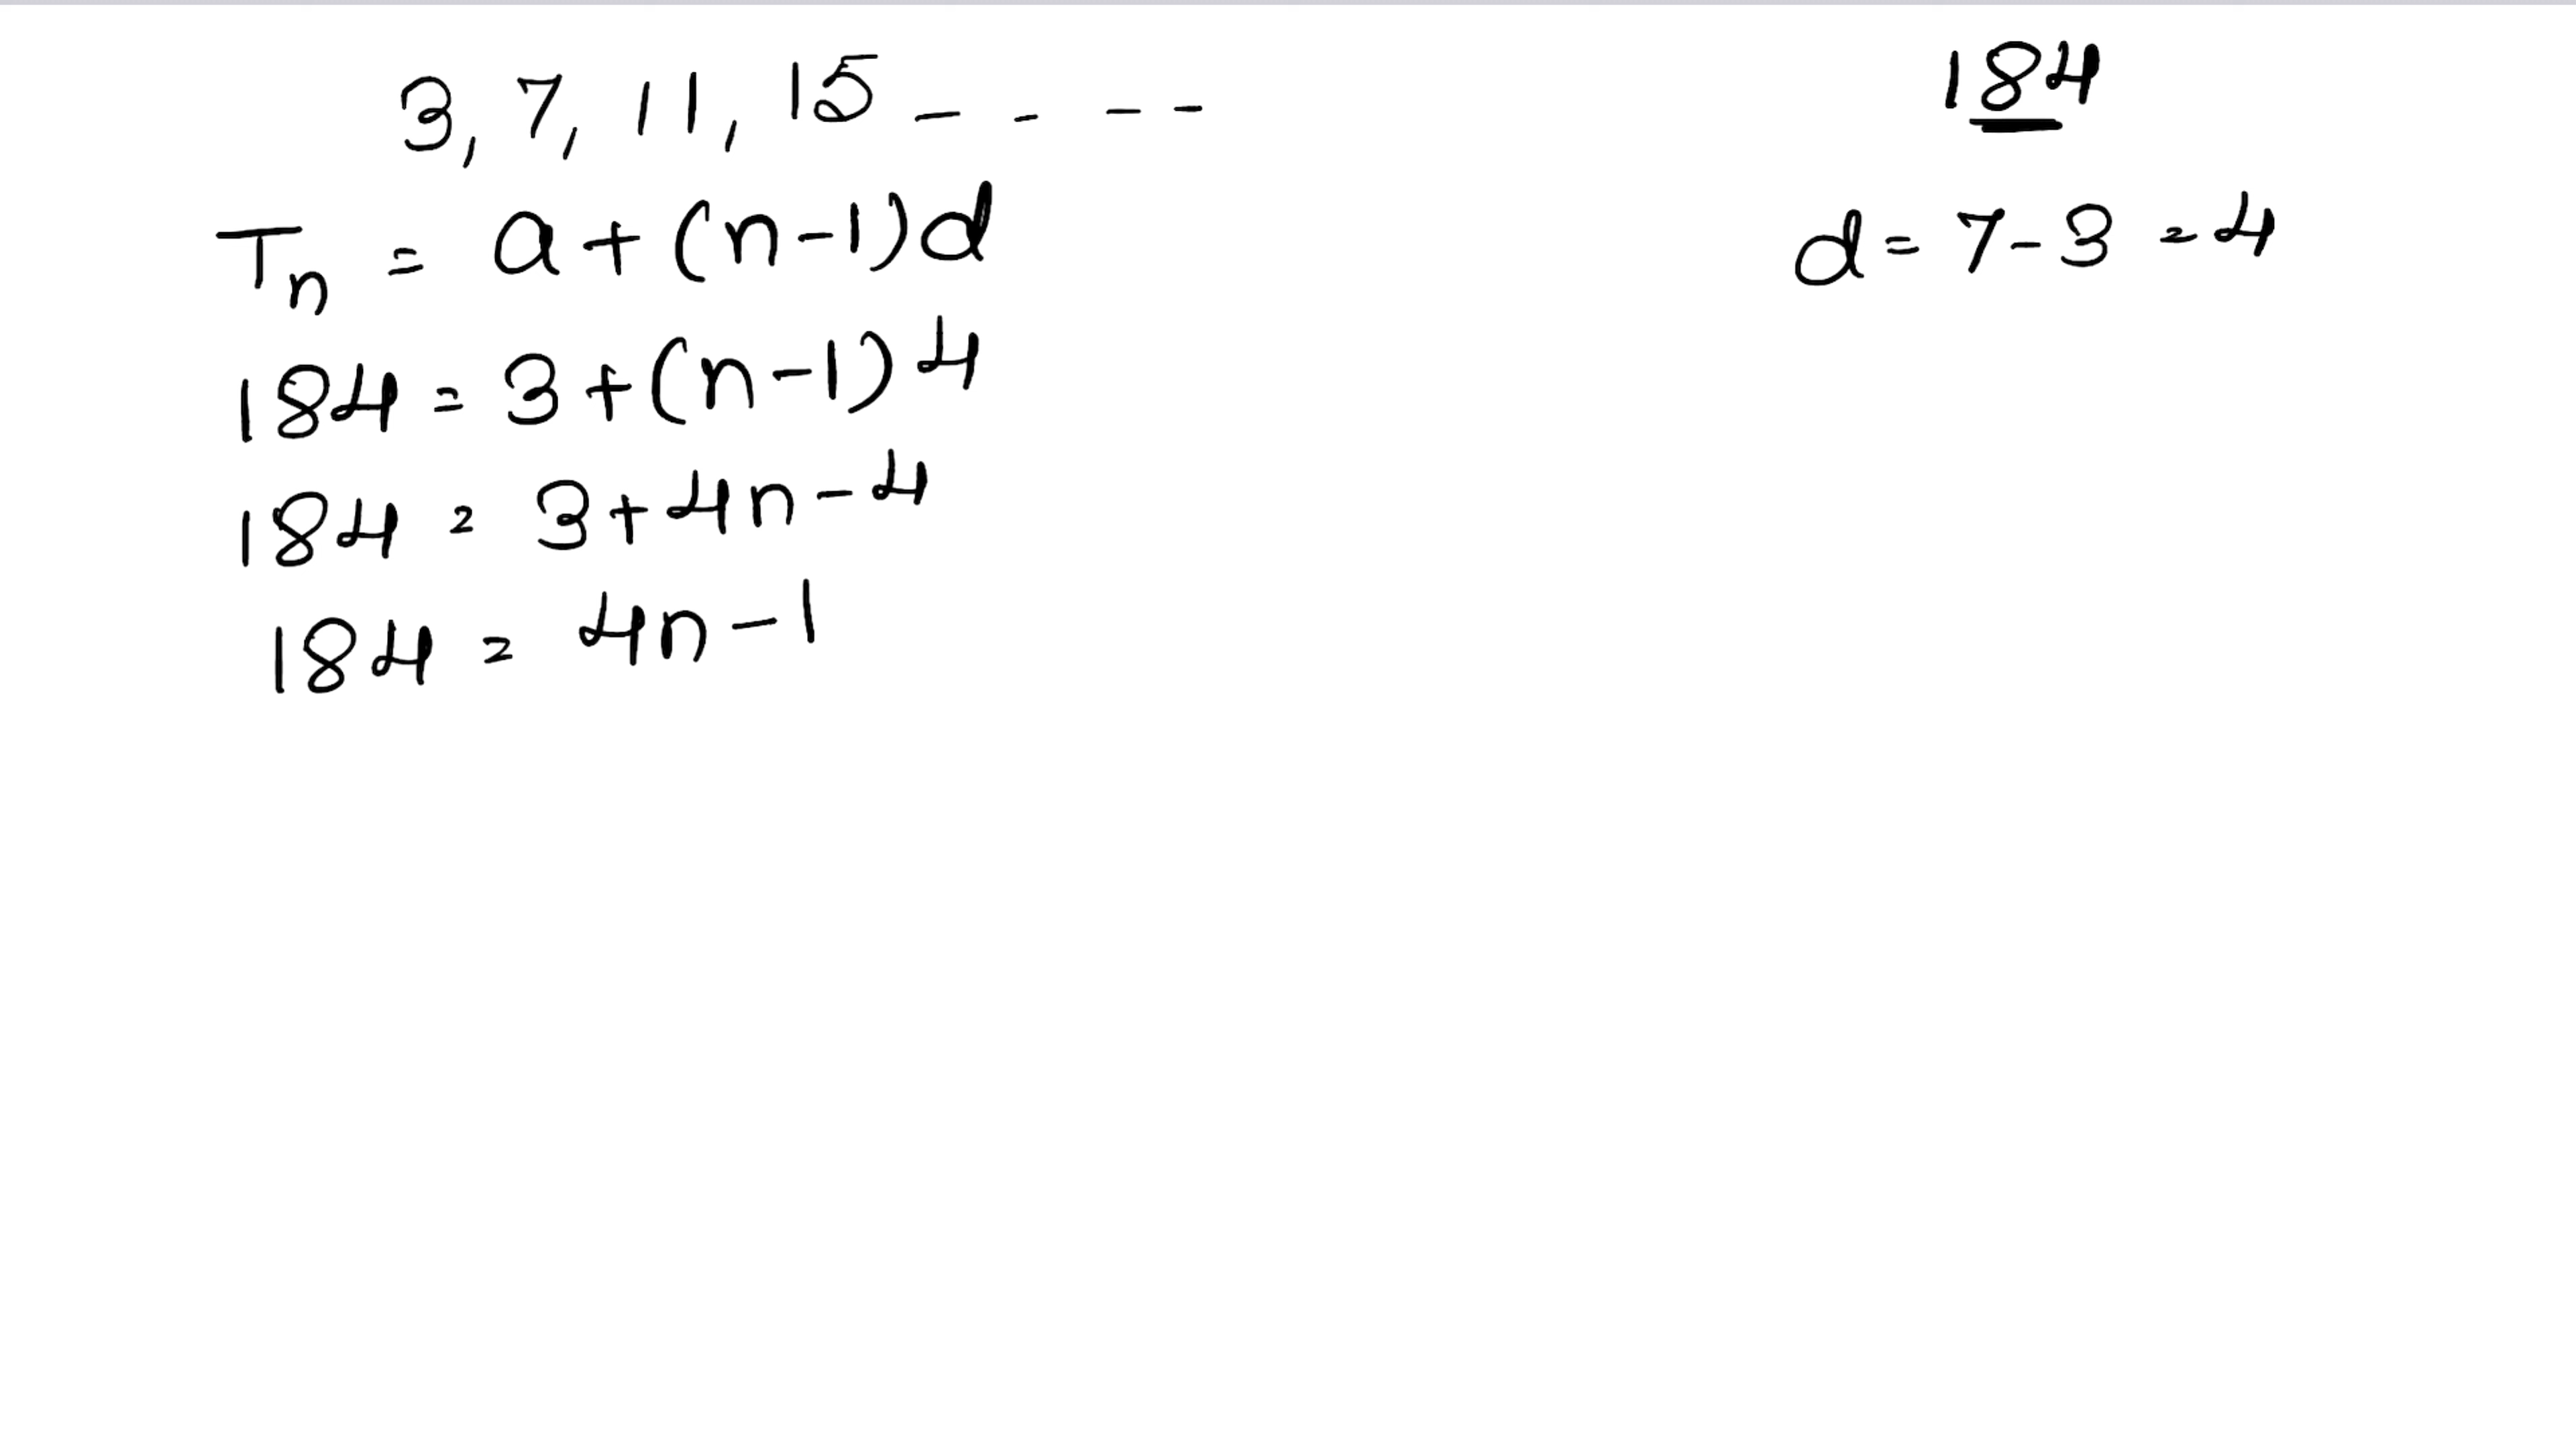 3, 7, 11, 15 - - - -
184
Tn = a + (n-1)d
d = 7 - 3 = 4
184 = 3 + (n-1) 4
184 = 3 + 4n - 4
184 = 4n - 1